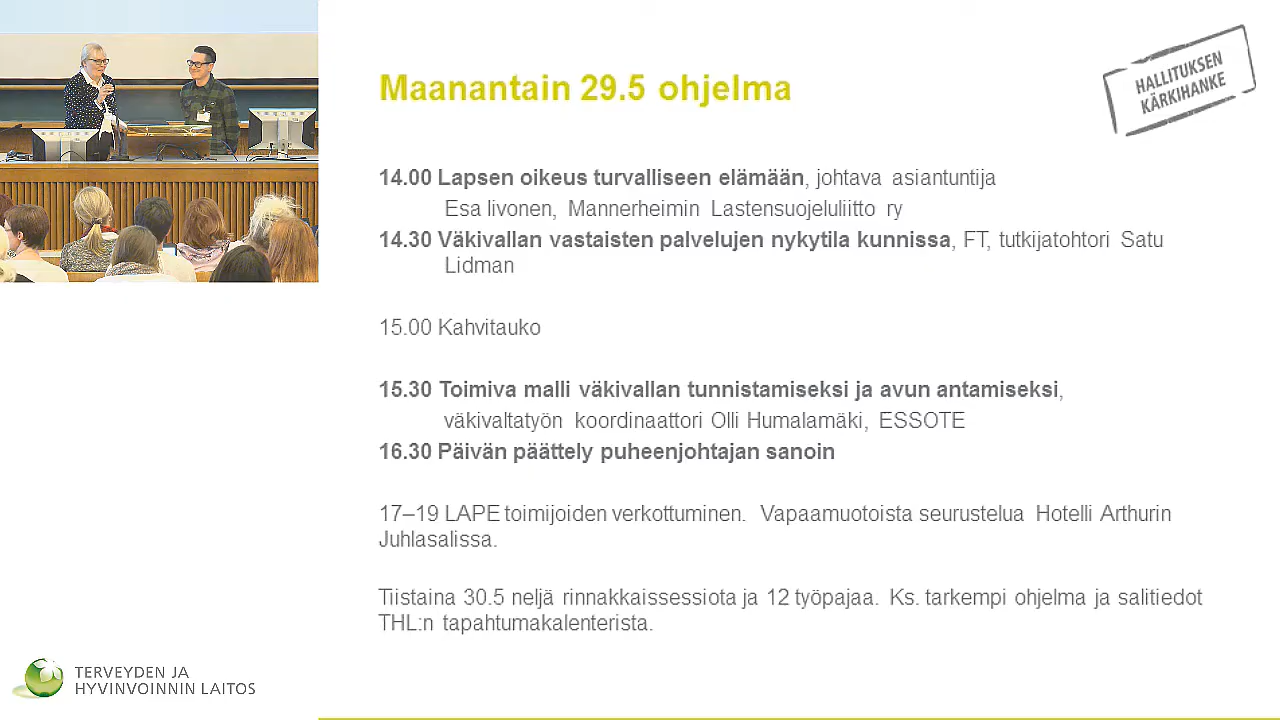 Maanantain 29.5 ohjelma
HALLITUKSEN
KÄRKIHANKE
14.00 Lapsen oikeus turvalliseen elämään, johtava asiantuntija
Esa Iivonen, Mannerheimin Lastensuojeluliitto ry
14.30 Väkivallan vastaisten palvelujen nykytila kunnissa, FT, tutkijatohtori Satu
Lidman
15.00 Kahvitauko
15.30 Toimiva malli väkivallan tunnistamiseksi ja avun antamiseksi,
väkivaltatyön koordinaattori Olli Humalamäki, ESSOTE
16.30 Päivän päättely puheenjohtajan sanoin
17–19 LAPE toimijoiden verkottuminen. Vapaamuotoista seurustelua Hotelli Arthurin
Juhlasalissa.
Tiistaina 30.5 neljä rinnakkaissessiota ja 12 työpajaa. Ks. tarkempi ohjelma ja salitiedot
THL:n tapahtumakalenterista.
TERVEYDEN JA
HYVINVOINNIN LAITOS